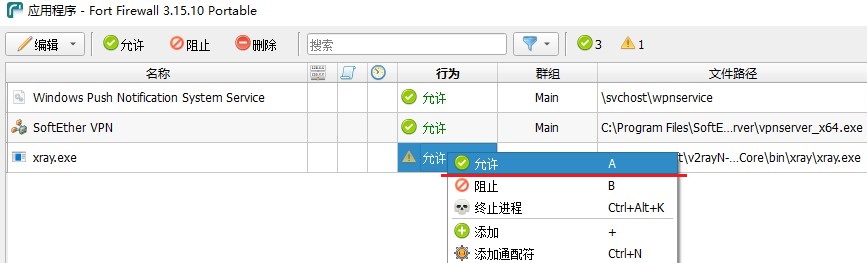 应用程序 - Fort Firewall 3.15.10 Portable
编辑 允许 阻止 删除 搜索 3 1
名称 行为 群组 文件路径
Windows Push Notification System Service 允许 Main \svchost\wpnservice
SoftEther VPN 允许 Main C:\Program Files\SoftE...rver\vpnserver_x64.exe
xray.exe 允许 t\v2rayN-...Core\bin\xray\xray.exe
允许 A
阻止 B
终止进程 Ctrl+Alt+K
添加 +
添加通配符 Ctrl+N